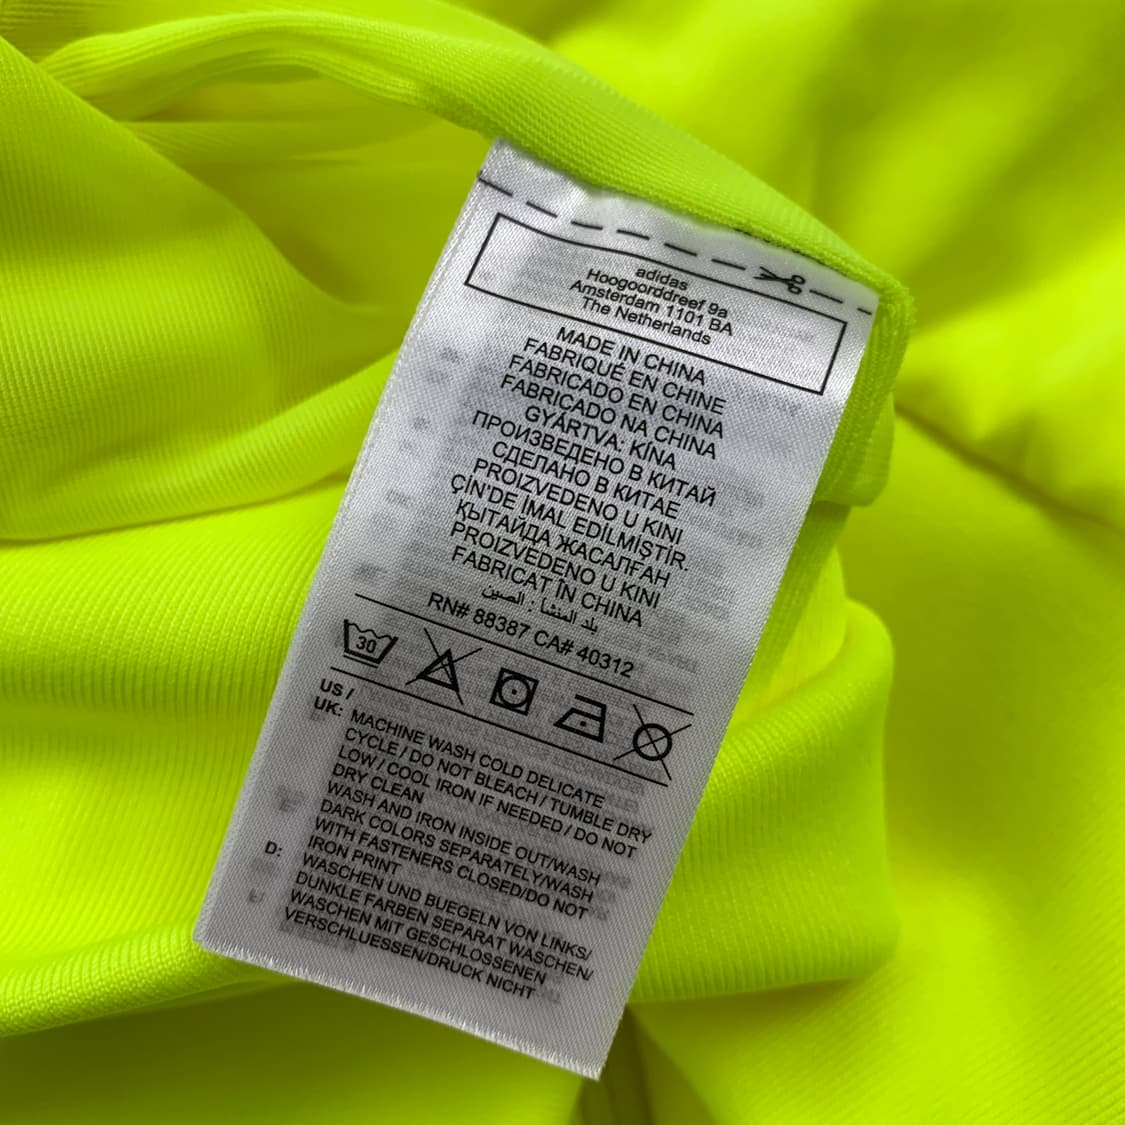 adidas
Hoogoorddreef 9a
Amsterdam 1101 BA
The Netherlands
MADE IN CHINA
FABRIQUÉ EN CHINE
FABRICADO EN CHINA
FABRICADO NA CHINA
GYÁRTVA: KÍNA
ПРОИЗВЕДЕНО В КИТАЙ
СДЕЛАНО В КИТАЕ
PROIZVEDENO U KINI
ÇİN'DE İMAL EDİLMİŞTİR.
ҚЫТАЙДА ЖАСАЛҒАН
PROIZVEDENO U KINI
FABRICAT ÎN CHINA
بلد المنشأ : الصين
RN# 88387 CA# 40312
30
US /
UK: MACHINE WASH COLD DELICATE
CYCLE / DO NOT BLEACH / TUMBLE DRY
LOW / COOL IRON IF NEEDED / DO NOT
DRY CLEAN
WASH AND IRON INSIDE OUT/WASH
DARK COLORS SEPARATELY/WASH
WITH FASTENERS CLOSED/DO NOT
IRON PRINT
D: WASCHEN UND BUEGELN VON LINKS/
DUNKLE FARBEN SEPARAT WASCHEN/
WASCHEN MIT GESCHLOSSENEN
VERSCHLUESSEN/DRUCK NICHT